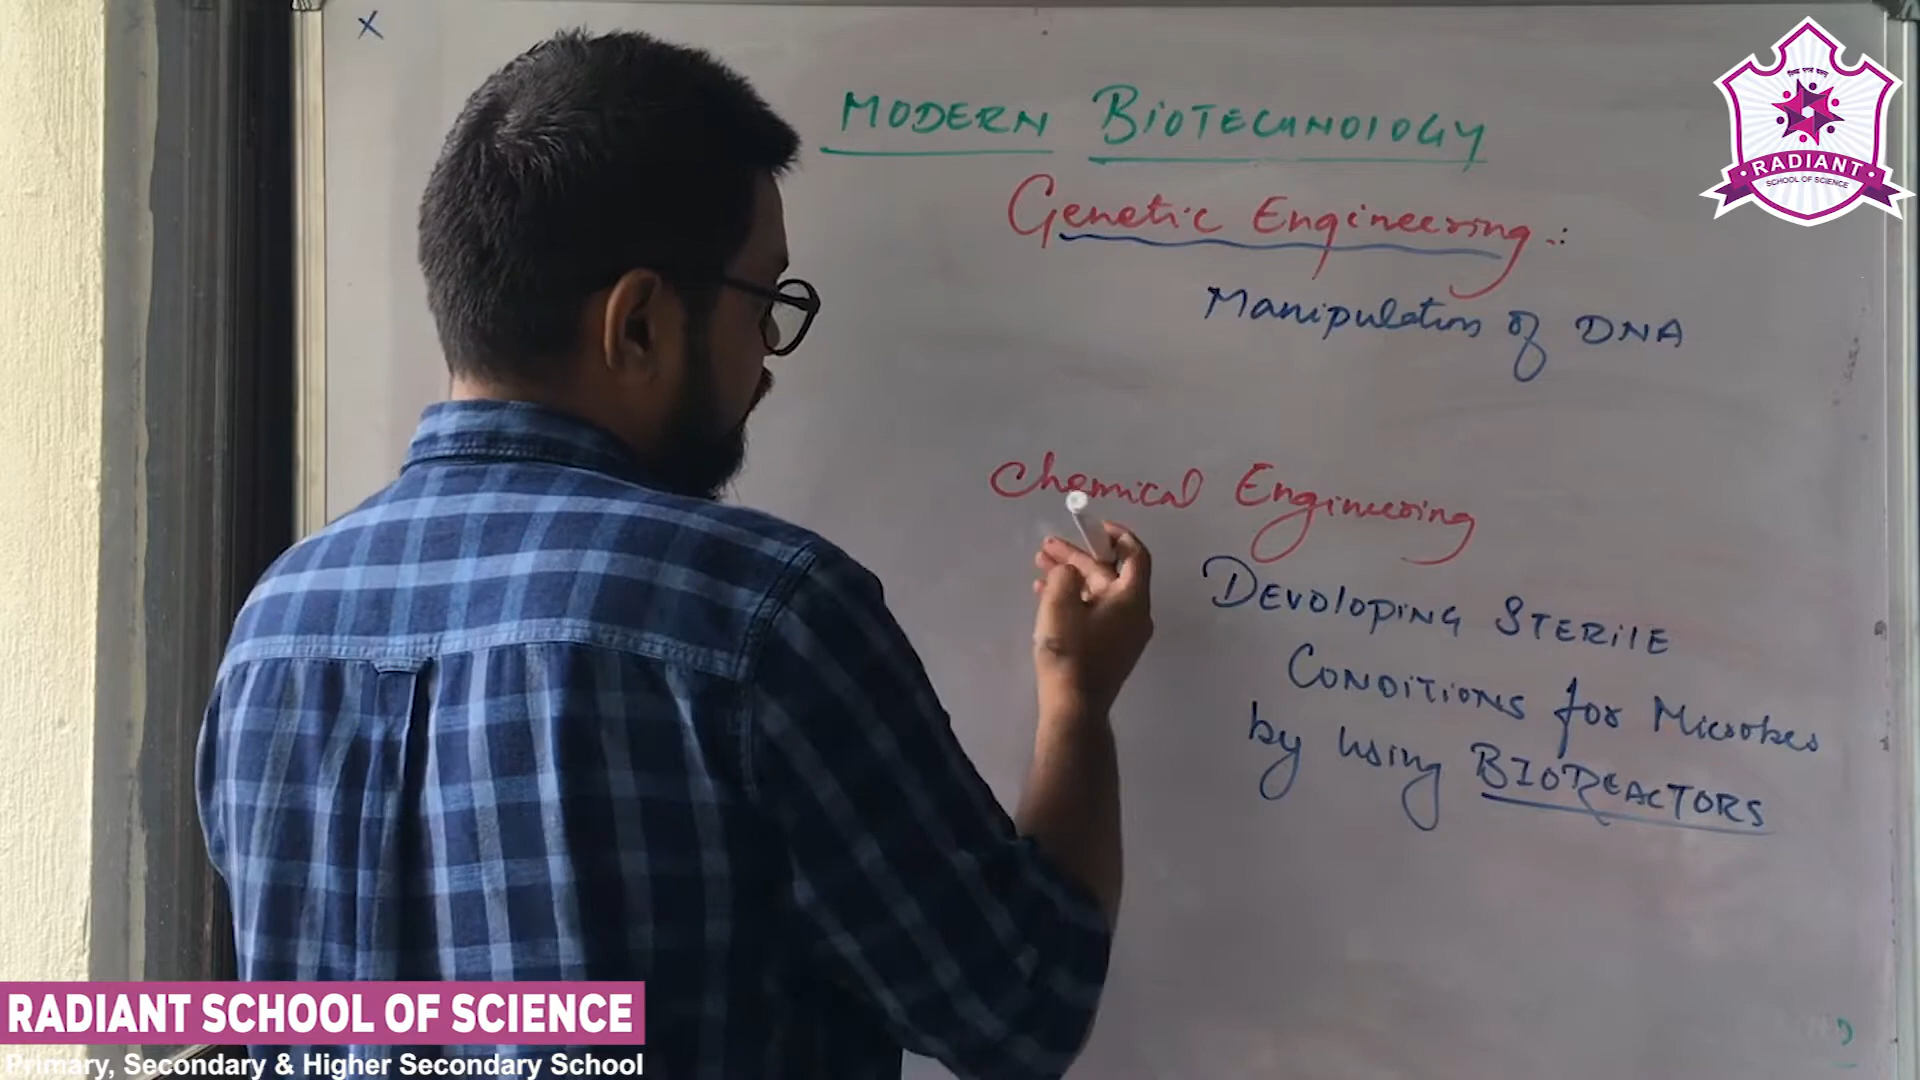 X
MODERN BIOTECHNOLOGY
Genetic Engineering :
Manipulation of DNA
Chemical Engineering
DEVOLOPING STERILE
CONDITIONS for Microbes
by using BIOREACTORS
RADIANT
SCHOOL OF SCIENCE
RADIANT SCHOOL OF SCIENCE
Primary, Secondary & Higher Secondary School